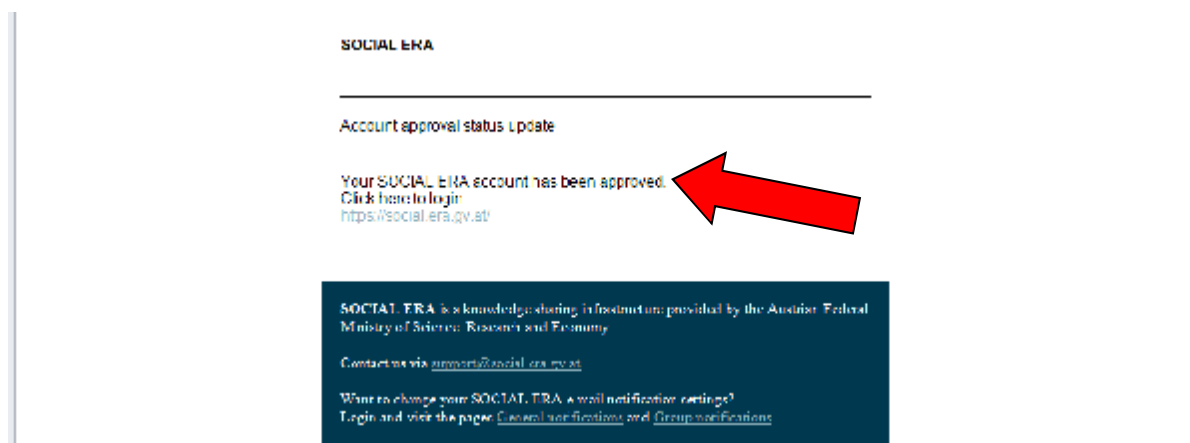 SOCIAL ERA
Account approval status update
Your SOCIAL ERA account has been approved.
Click here to login
https://social.era.gv.at/
SOCIAL ERA is a knowledge sharing infrastructure provided by the Austrian Federal
Ministry of Science, Research and Economy
Contact us via support@social.era.gv.at
Want to change your SOCIAL ERA e-mail notification settings?
Login and visit the pages General notifications and Group notifications